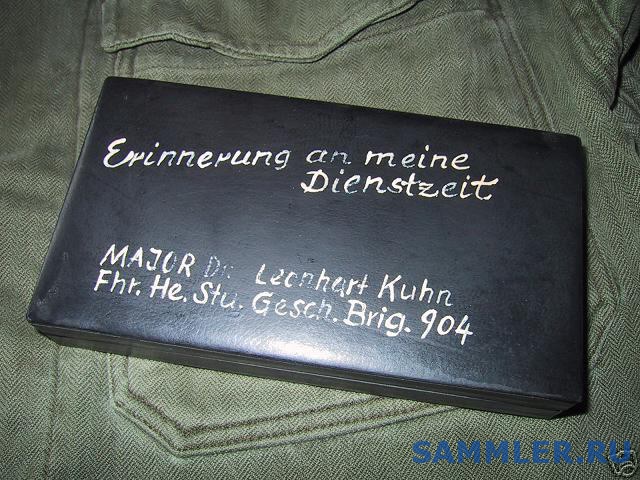 Erinnerung an meine
Dienstzeit
MAJOR Dr. Leonhart Kuhn
Fhr. He. Stu. Gesch. Brig. 904
SAMMLER.RU